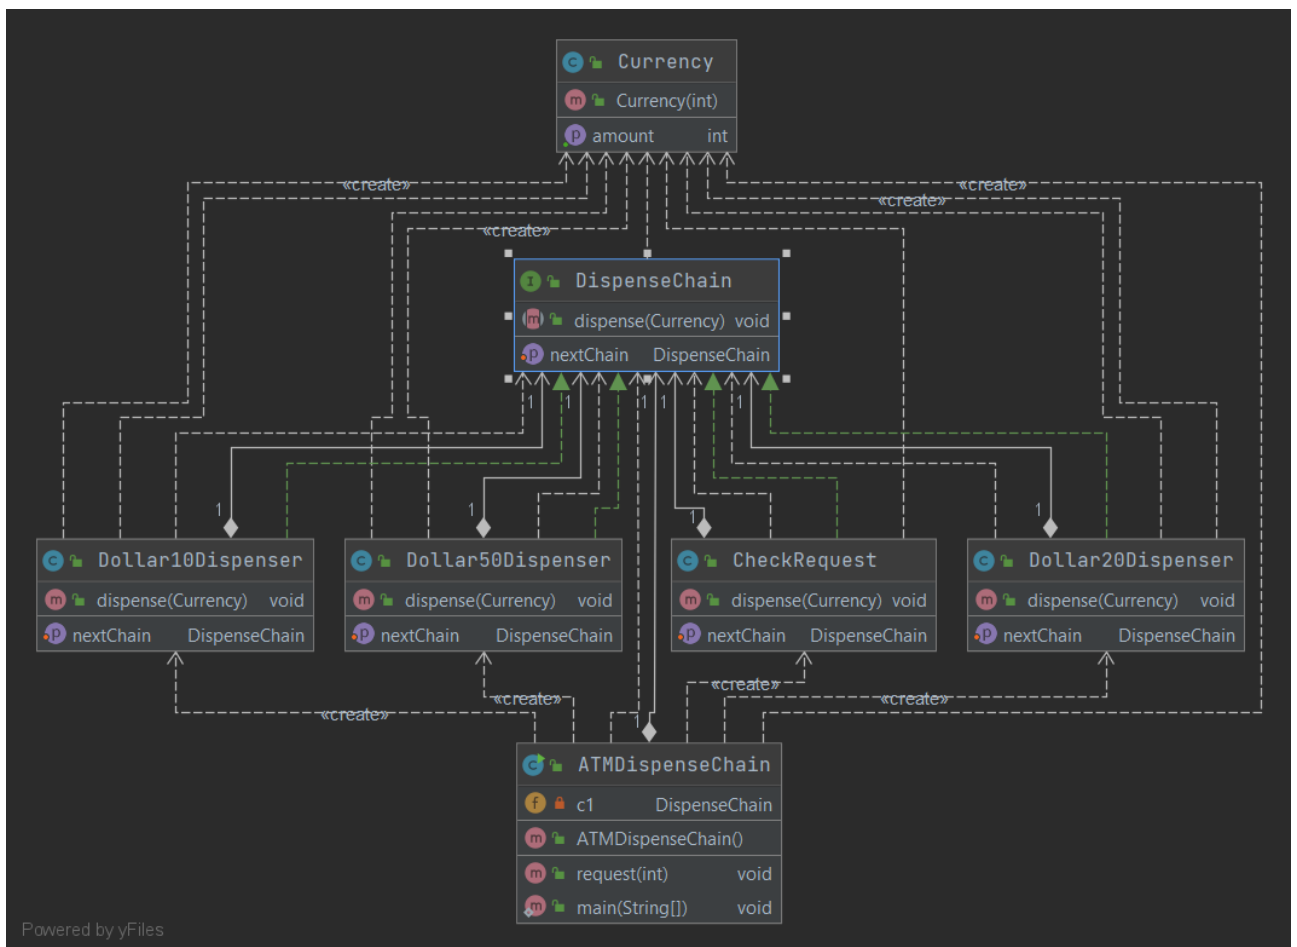 Currency
Currency(int)
amount int
«create»
«create»
«create»
«create»
DispenseChain
dispense(Currency) void
nextChain DispenseChain
1 1 1 1 1
1 1 1 1
Dollar10Dispenser
dispense(Currency) void
nextChain DispenseChain
Dollar50Dispenser
dispense(Currency) void
nextChain DispenseChain
CheckRequest
dispense(Currency) void
nextChain DispenseChain
Dollar20Dispenser
dispense(Currency) void
nextChain DispenseChain
«create»
«create»
«create»
«create»
1
ATMDispenseChain
c1 DispenseChain
ATMDispenseChain()
request(int) void
main(String[]) void
Powered by yFiles